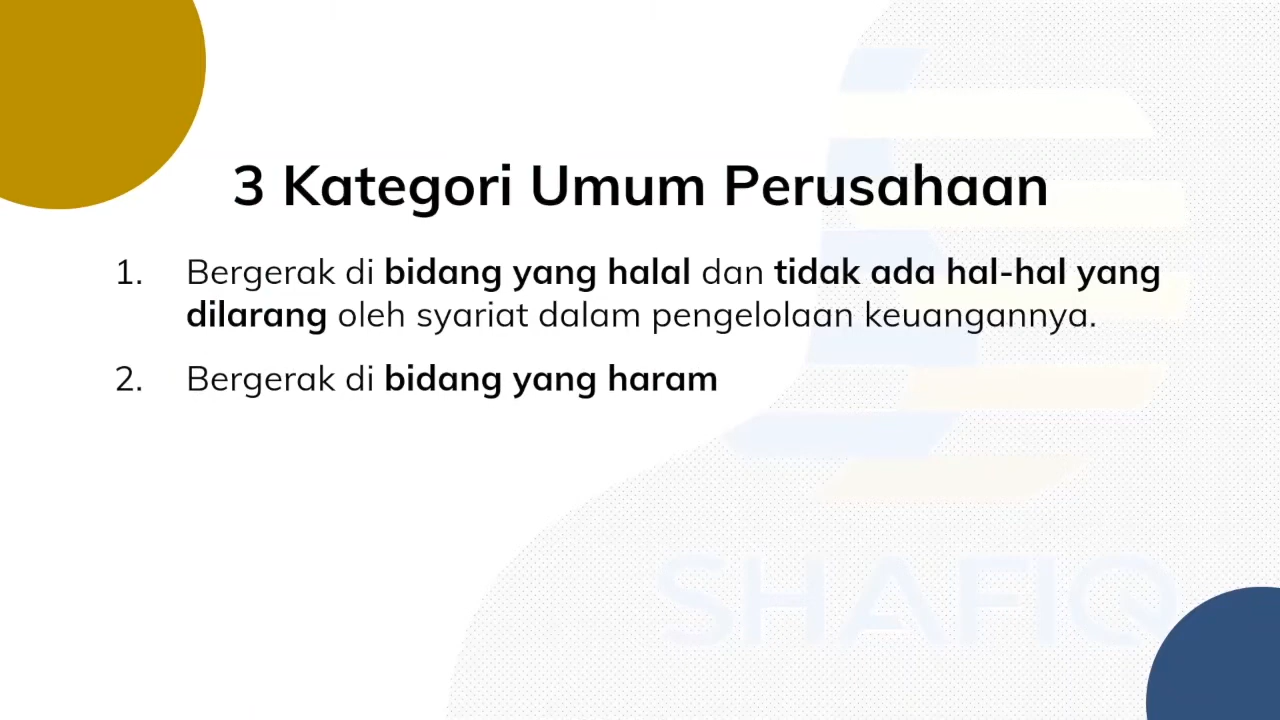 3 Kategori Umum Perusahaan
1. Bergerak di bidang yang halal dan tidak ada hal-hal yang
dilarang oleh syariat dalam pengelolaan keuangannya.
2. Bergerak di bidang yang haram
SHAFIQ